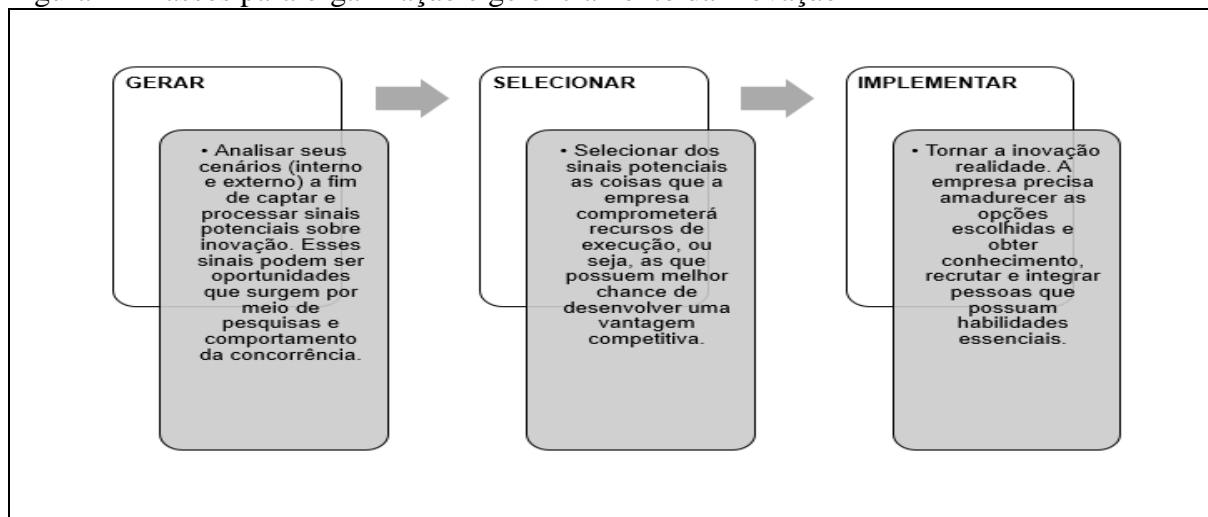 GERAR
• Analisar seus
cenários (interno
e externo) a fim
de captar e
processar sinais
potenciais sobre
inovação. Esses
sinais podem ser
oportunidades
que surgem por
meio de
pesquisas e
comportamento
da concorrência.
SELECIONAR
• Selecionar dos
sinais potenciais
as coisas que a
empresa
comprometerá
recursos de
execução, ou
seja, as que
possuem melhor
chance de
desenvolver uma
vantagem
competitiva.
IMPLEMENTAR
• Tornar a inovação
realidade. A
empresa precisa
amadurecer as
opções
escolhidas e
obter
conhecimento,
recrutar e integrar
pessoas que
possuam
habilidades
essenciais.